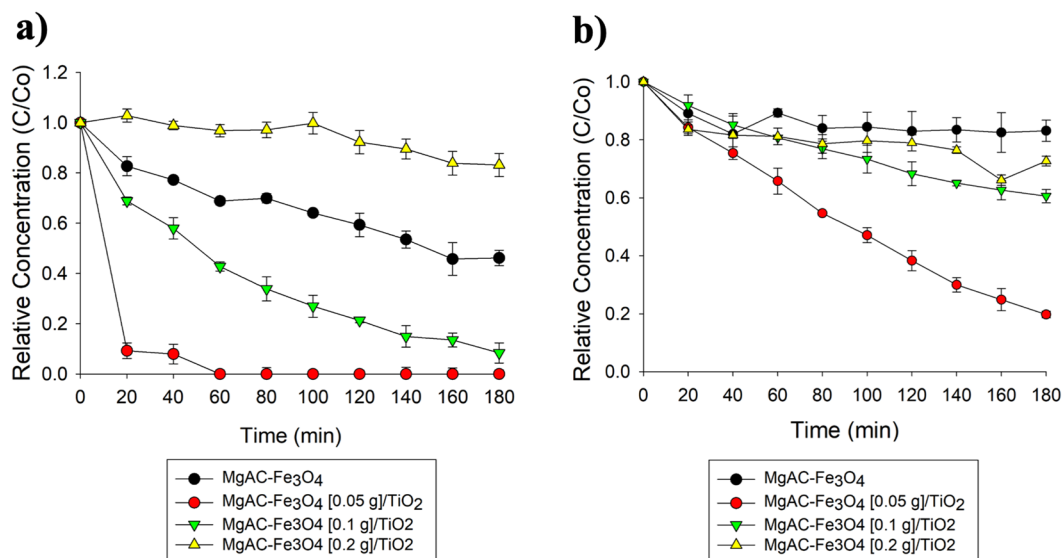 a)
Relative Concentration (C/Co)
1.2
1.0
0.8
0.6
0.4
0.2
0.0
0 20 40 60 80 100 120 140 160 180
Time (min)
MgAC-Fe₃O₄
MgAC-Fe₃O₄ [0.05 g]/TiO₂
MgAC-Fe3O4 [0.1 g]/TiO2
MgAC-Fe3O4 [0.2 g]/TiO2
b)
Relative Concentration (C/Co)
1.0
0.8
0.6
0.4
0.2
0.0
0 20 40 60 80 100 120 140 160 180
Time (min)
MgAC-Fe₃O₄
MgAC-Fe₃O₄ [0.05 g]/TiO₂
MgAC-Fe3O4 [0.1 g]/TiO2
MgAC-Fe3O4 [0.2 g]/TiO2